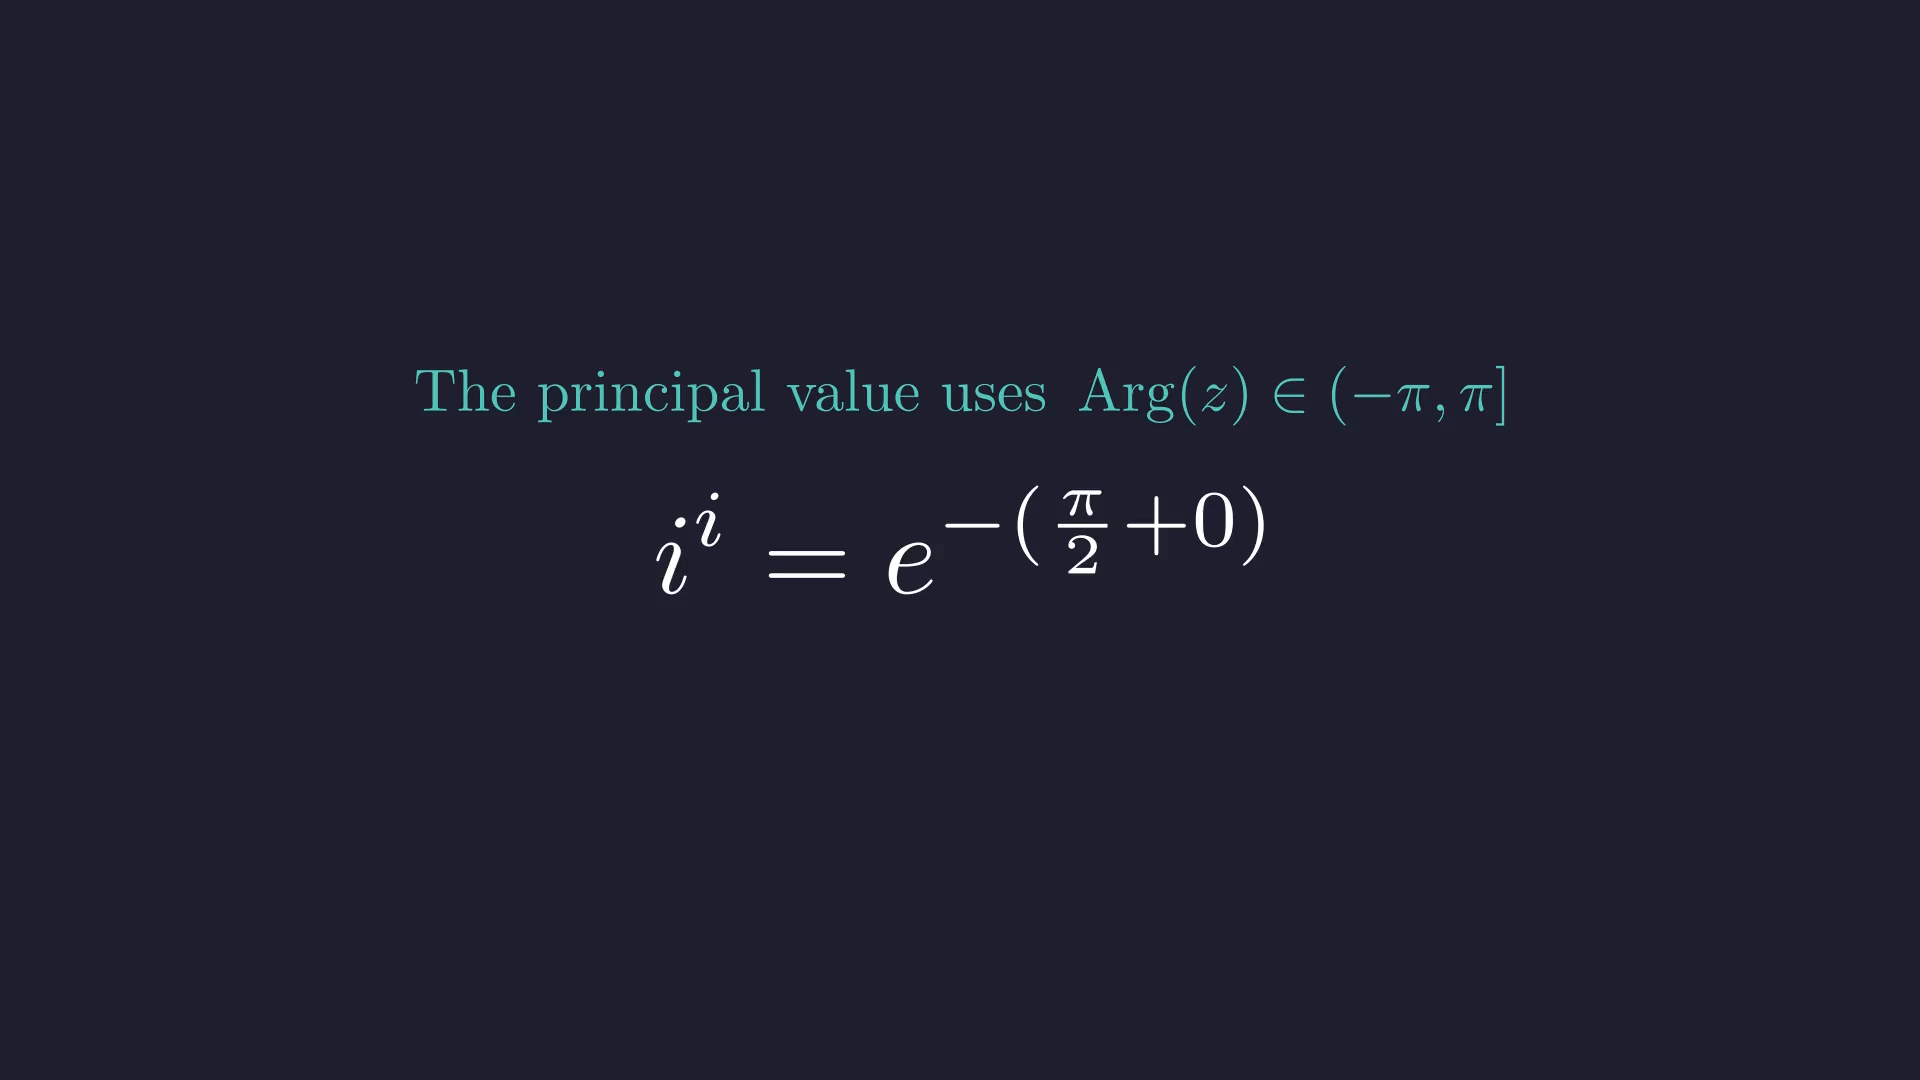 The principal value uses Arg(z) ∈ (−π, π]
i^i = e^{−(π/2+0)}